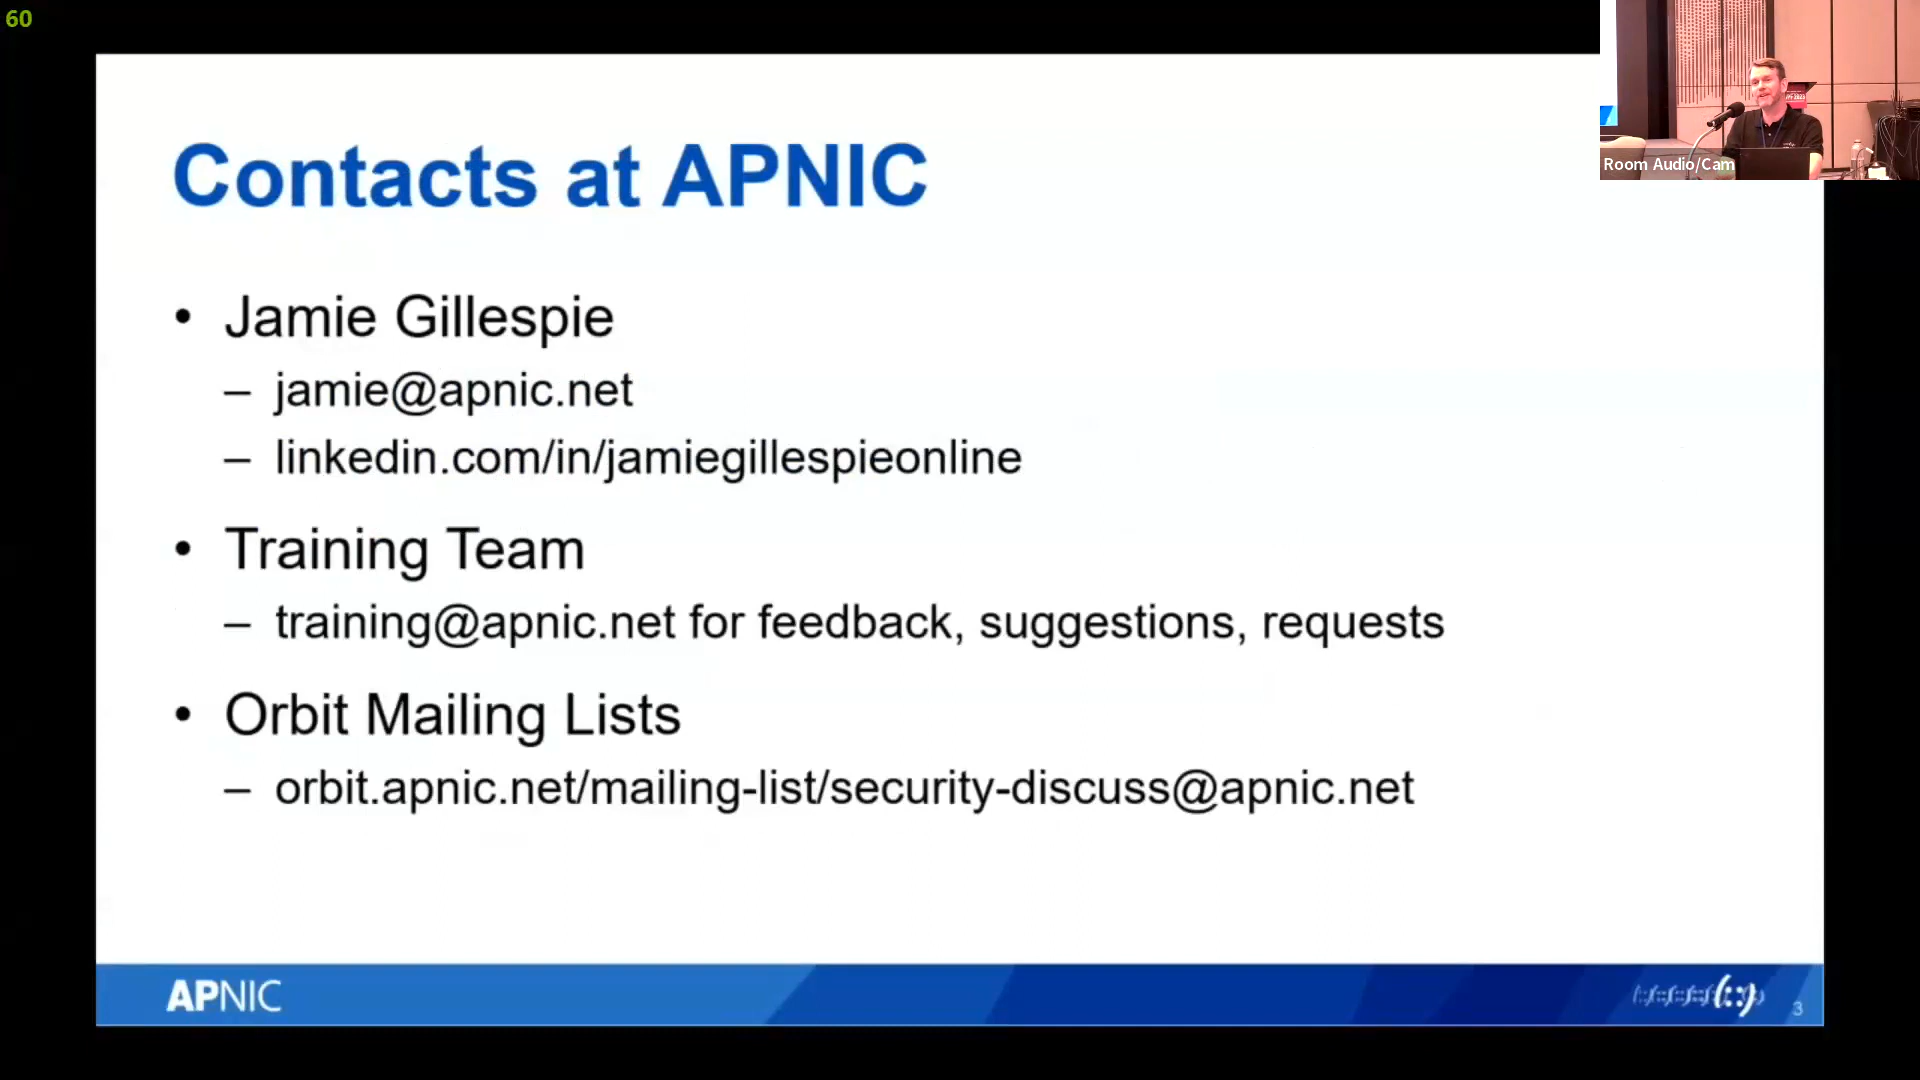 60
Room Audio/Cam
Contacts at APNIC
• Jamie Gillespie
– jamie@apnic.net
– linkedin.com/in/jamiegillespieonline
• Training Team
– training@apnic.net for feedback, suggestions, requests
• Orbit Mailing Lists
– orbit.apnic.net/mailing-list/security-discuss@apnic.net
APNIC
3